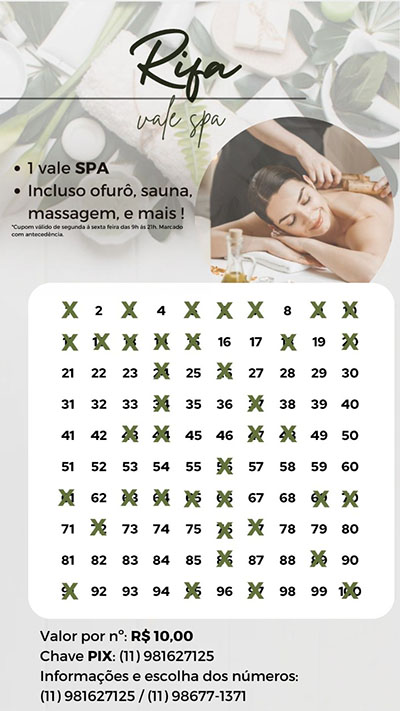 Rifa
vale spa
• 1 vale SPA
• Incluso ofurô, sauna,
massagem, e mais !
*Cupom válido de segunda á sexta feira das 9h às 21h. Marcado
com antecedência.
X 2 X 4 X X X 8 X X
X X X X X 16 17 X 19 X
21 22 23 X 25 X 27 28 29 30
31 32 33 X 35 36 X 38 39 40
41 42 X X 45 46 X X 49 50
51 52 53 54 55 X 57 58 59 60
X 62 X X X X 67 68 X X
71 X 73 74 75 X X 78 79 80
81 82 83 84 85 X 87 88 X 90
X 92 93 94 X 96 X 98 99 X
Valor por nº: R$ 10,00
Chave PIX: (11) 981627125
Informações e escolha dos números:
(11) 981627125 / (11) 98677-1371